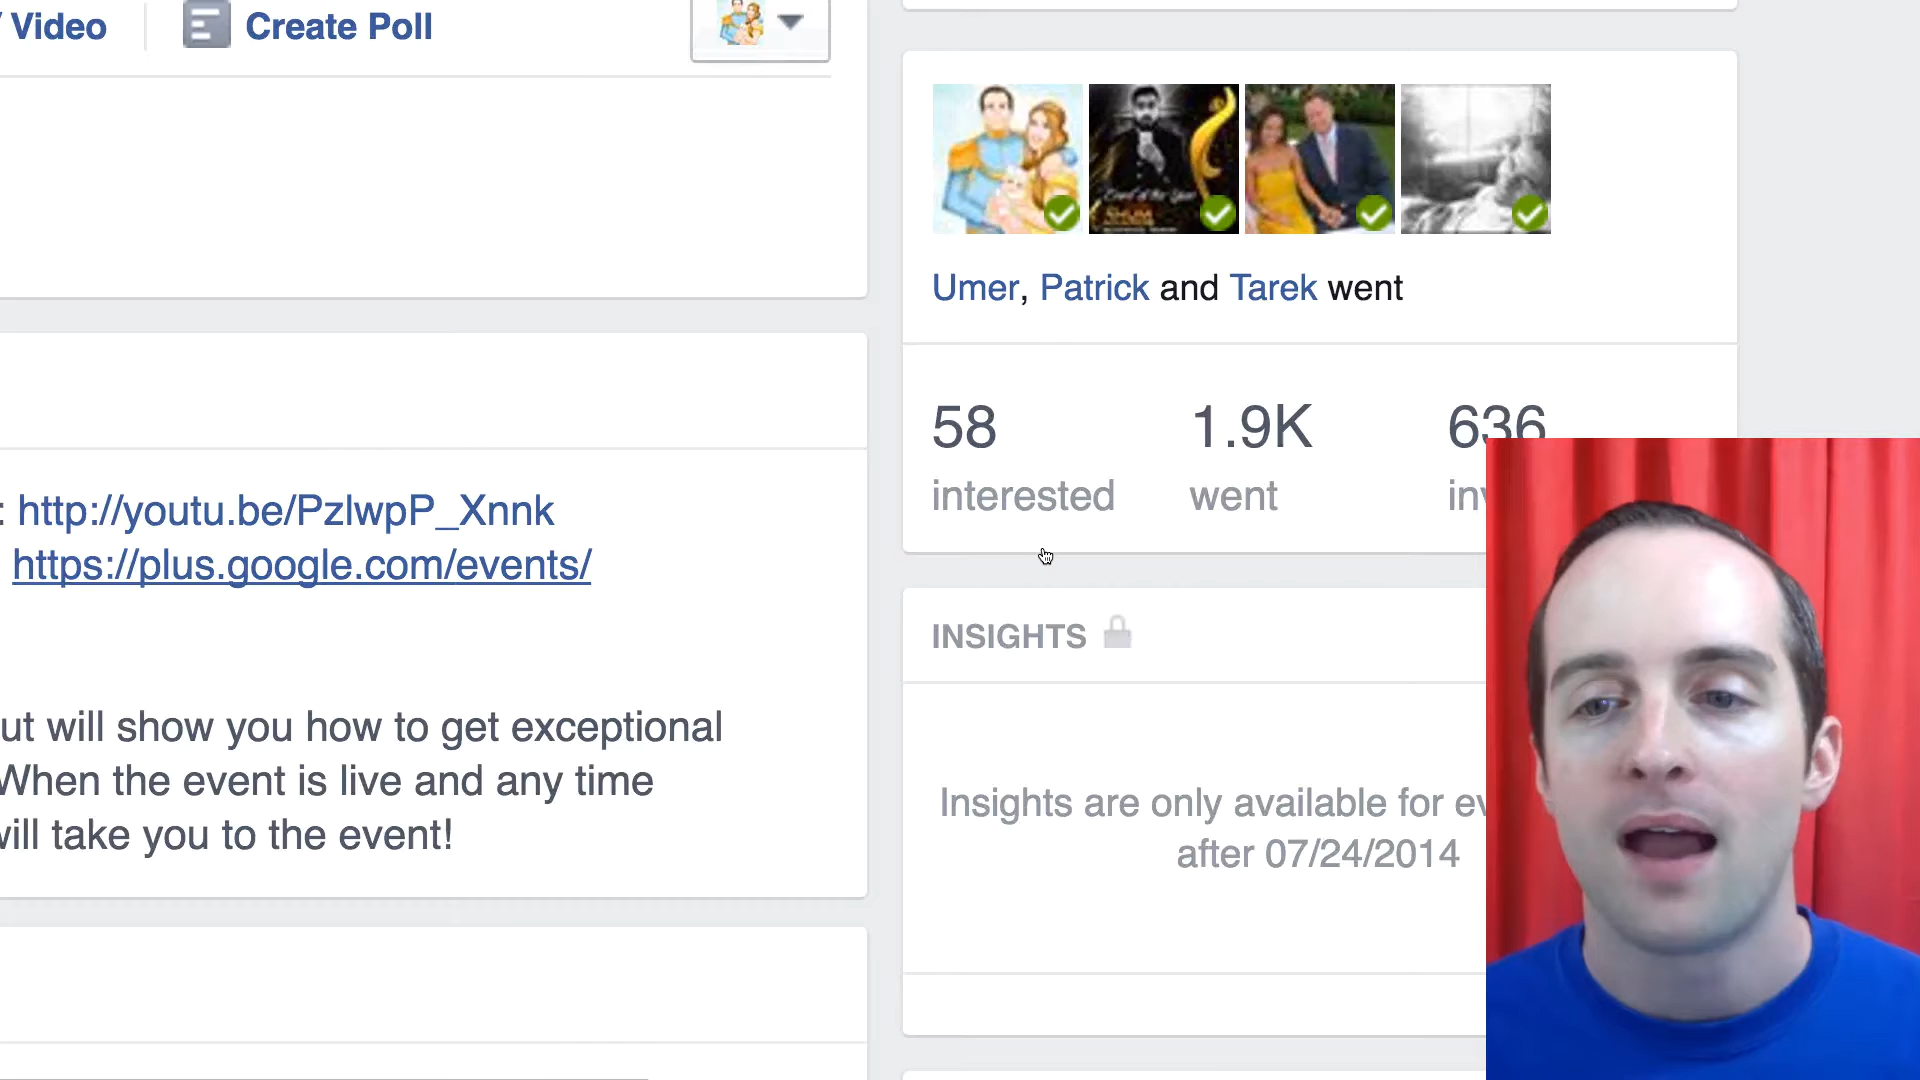 Video
Create Poll
Umer, Patrick and Tarek went
58
1.9K
636
interested
went
: http://youtu.be/PzlwpP_Xnnk
https://plus.google.com/events/
INSIGHTS
ut will show you how to get exceptional
When the event is live and any time
will take you to the event!
Insights are only available for ev
after 07/24/2014